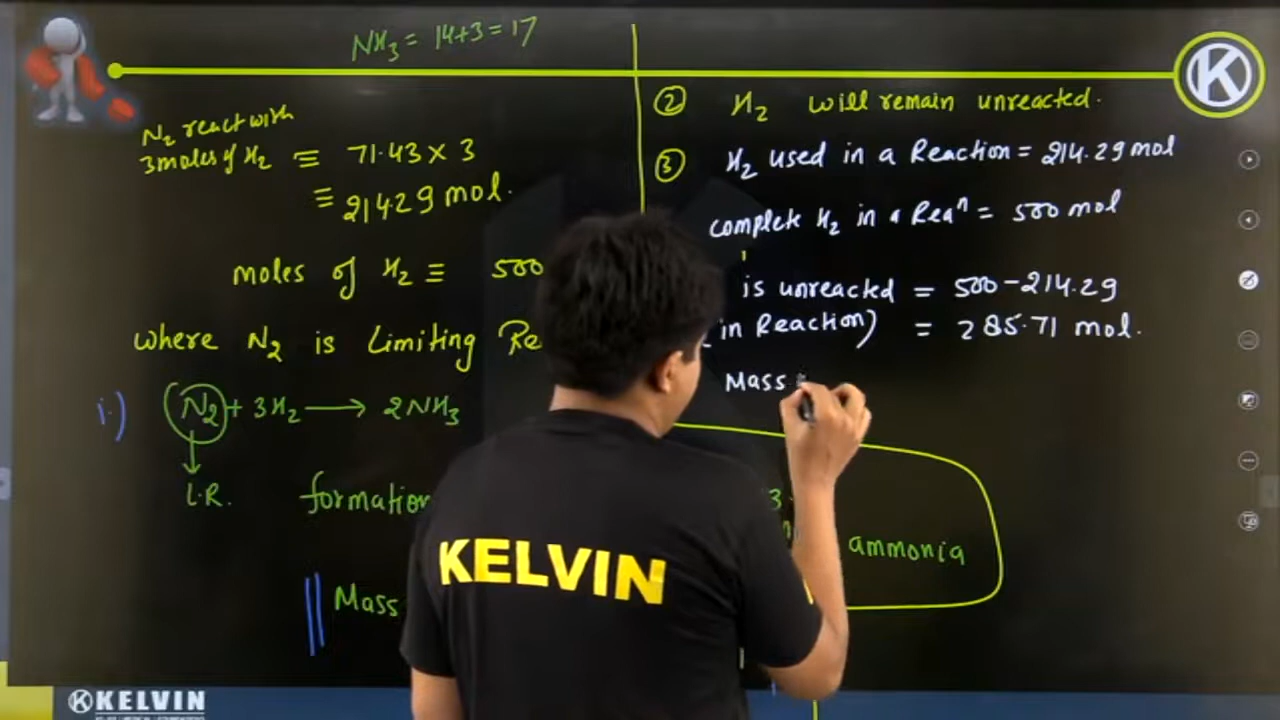 NH3 = 14+3 = 17
N2 react with
3 moles of H2 ≡ 71.43 × 3
≡ 214.29 mol.
moles of H2 ≡ 500
where N2 is Limiting Re
i.) N2 + 3H2 → 2NH3
L.R.
formation
Mass
② H2 will remain unreacted.
③ H2 used in a Reaction = 214.29 mol
complete H2 in a Reaⁿ = 500 mol
is unreacted = 500 - 214.29
in Reaction) = 285.71 mol.
Mass
3
ammonia
KELVIN
K
KELVIN